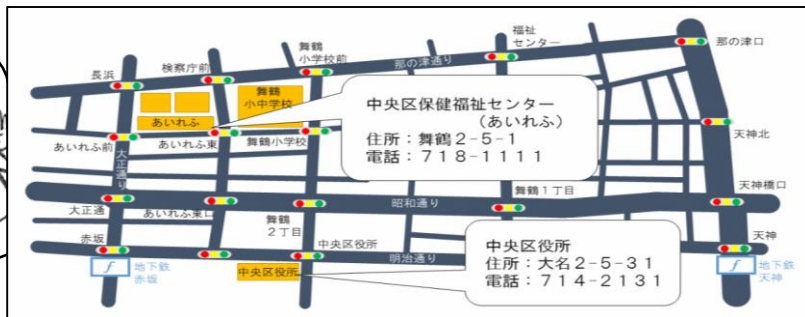 福祉
センター
那の津口
舞鶴
小学校前
那の津通り
検察庁前
長浜
舞鶴
小中学校
中央区保健福祉センター
(あいれふ)
住所:舞鶴2-5-1
電話:718-1111
あいれふ
天神北
あいれふ前
あいれふ東
舞鶴小学校
大正通り
舞鶴1丁目
天神橋口
大正通
あいれふ東口
昭和通り
舞鶴
2丁目
赤坂
中央区役所
明治通り
天神
中央区役所
住所:大名2-5-31
電話:714-2131
地下鉄
赤坂
中央区役所
地下鉄
天神